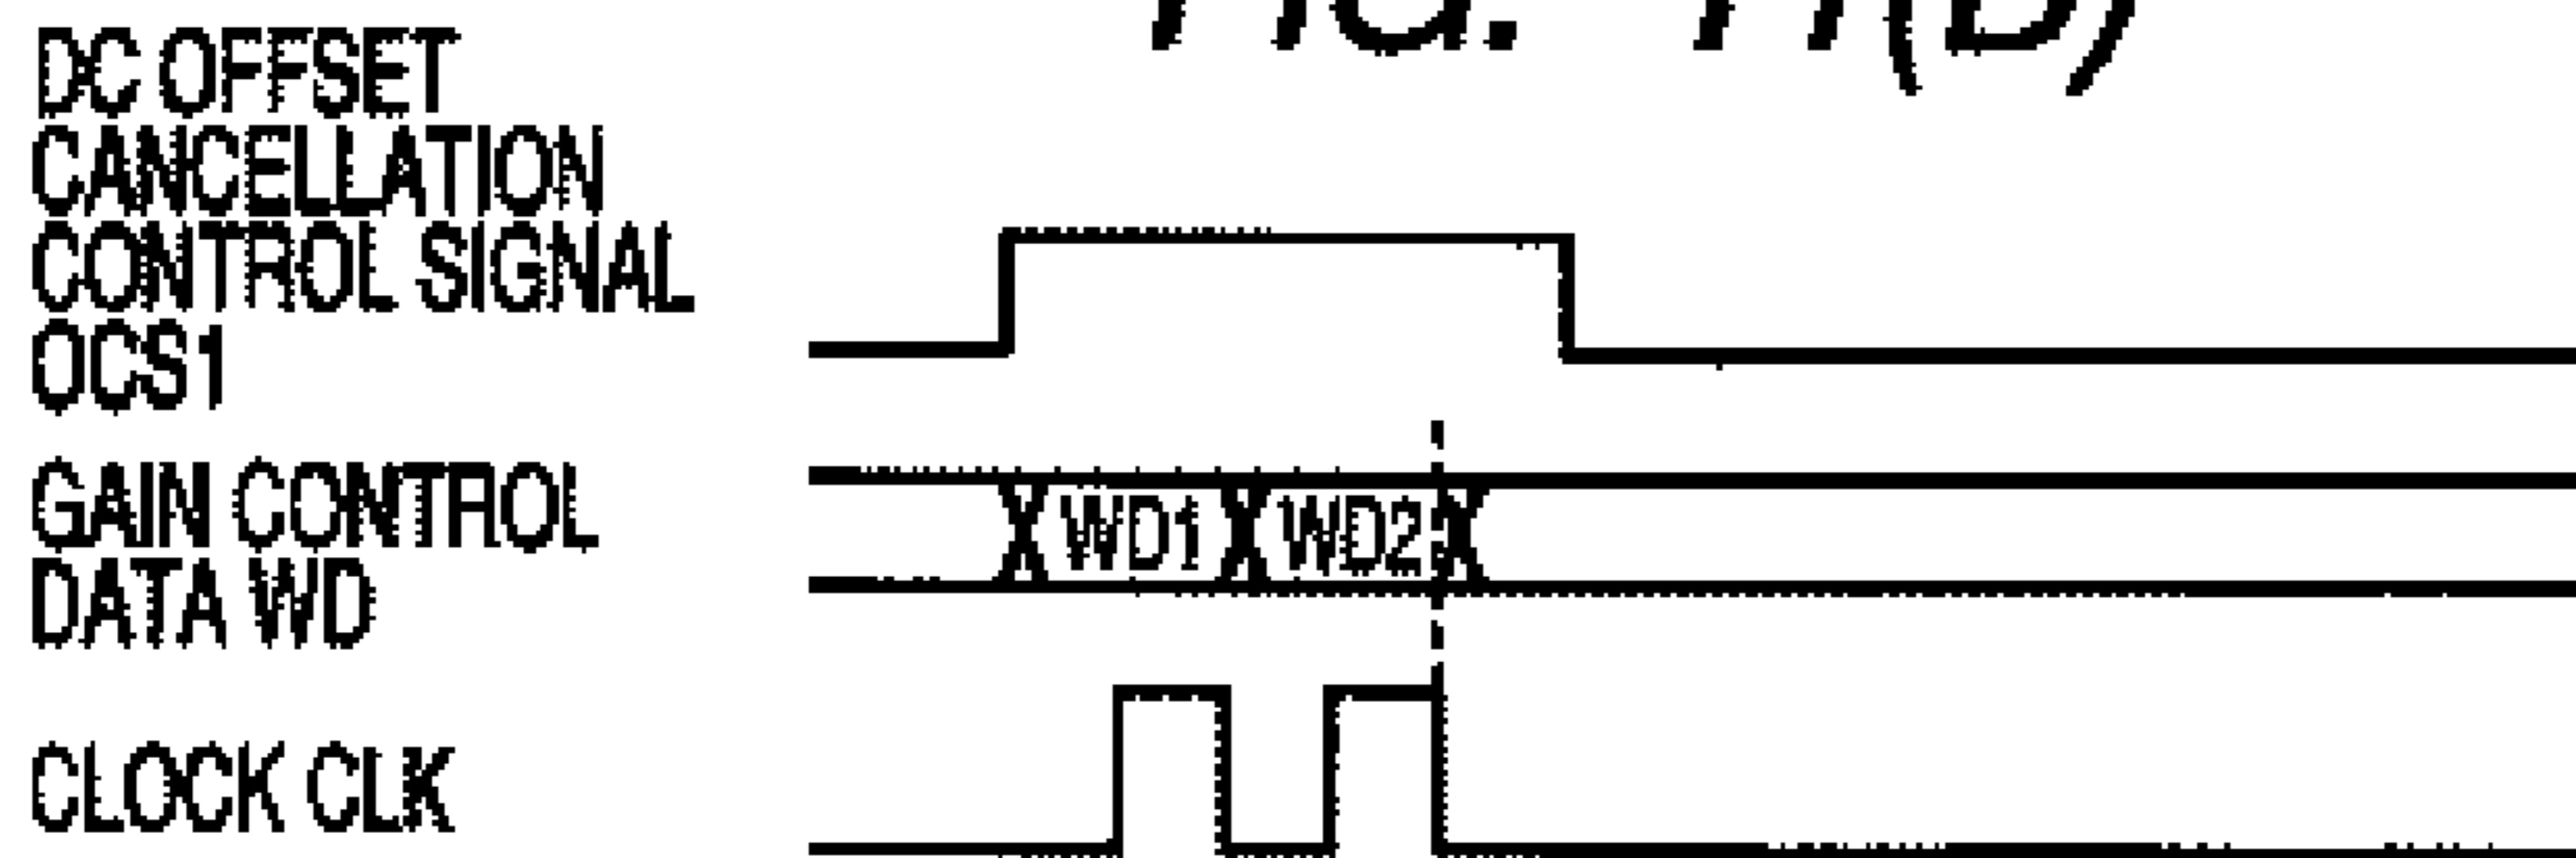 DC OFFSET
CANCELLATION
CONTROL SIGNAL
OCS1
GAIN CONTROL
DATA WD
WD1 WD2
CLOCK CLK